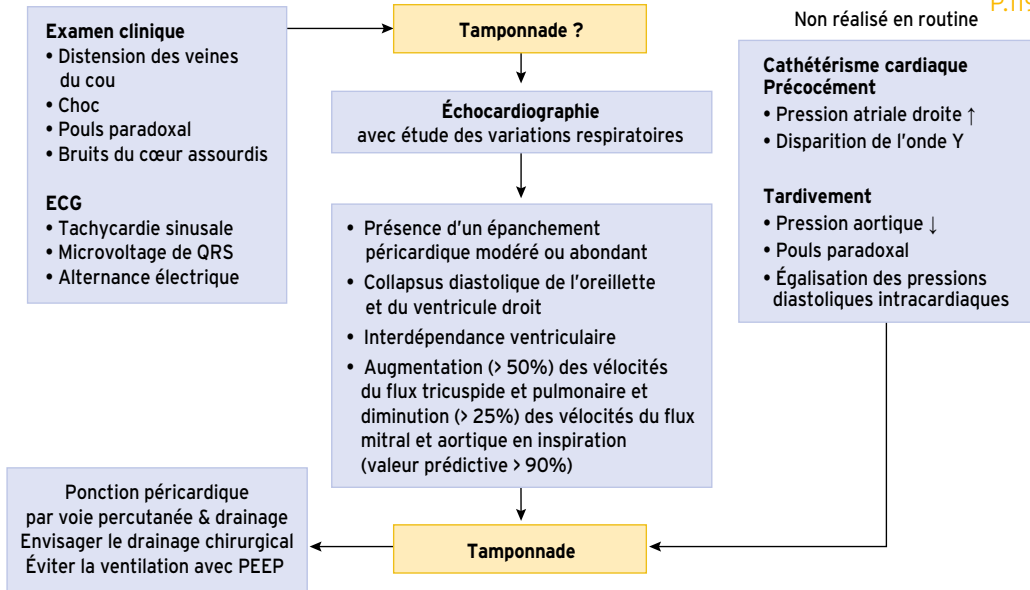 P.119
Examen clinique
• Distension des veines
du cou
• Choc
• Pouls paradoxal
• Bruits du cœur assourdis
ECG
• Tachycardie sinusale
• Microvoltage de QRS
• Alternance électrique
Tamponnade ?
Échocardiographie
avec étude des variations respiratoires
• Présence d'un épanchement
péricardique modéré ou abondant
• Collapsus diastolique de l'oreillette
et du ventricule droit
• Interdépendance ventriculaire
• Augmentation (> 50%) des vélocités
du flux tricuspide et pulmonaire et
diminution (> 25%) des vélocités du flux
mitral et aortique en inspiration
(valeur prédictive > 90%)
Non réalisé en routine
Cathétérisme cardiaque
Précocément
• Pression atriale droite ↑
• Disparition de l'onde Y
Tardivement
• Pression aortique ↓
• Pouls paradoxal
• Égalisation des pressions
diastoliques intracardiaques
Tamponnade
Ponction péricardique
par voie percutanée & drainage
Envisager le drainage chirurgical
Éviter la ventilation avec PEEP